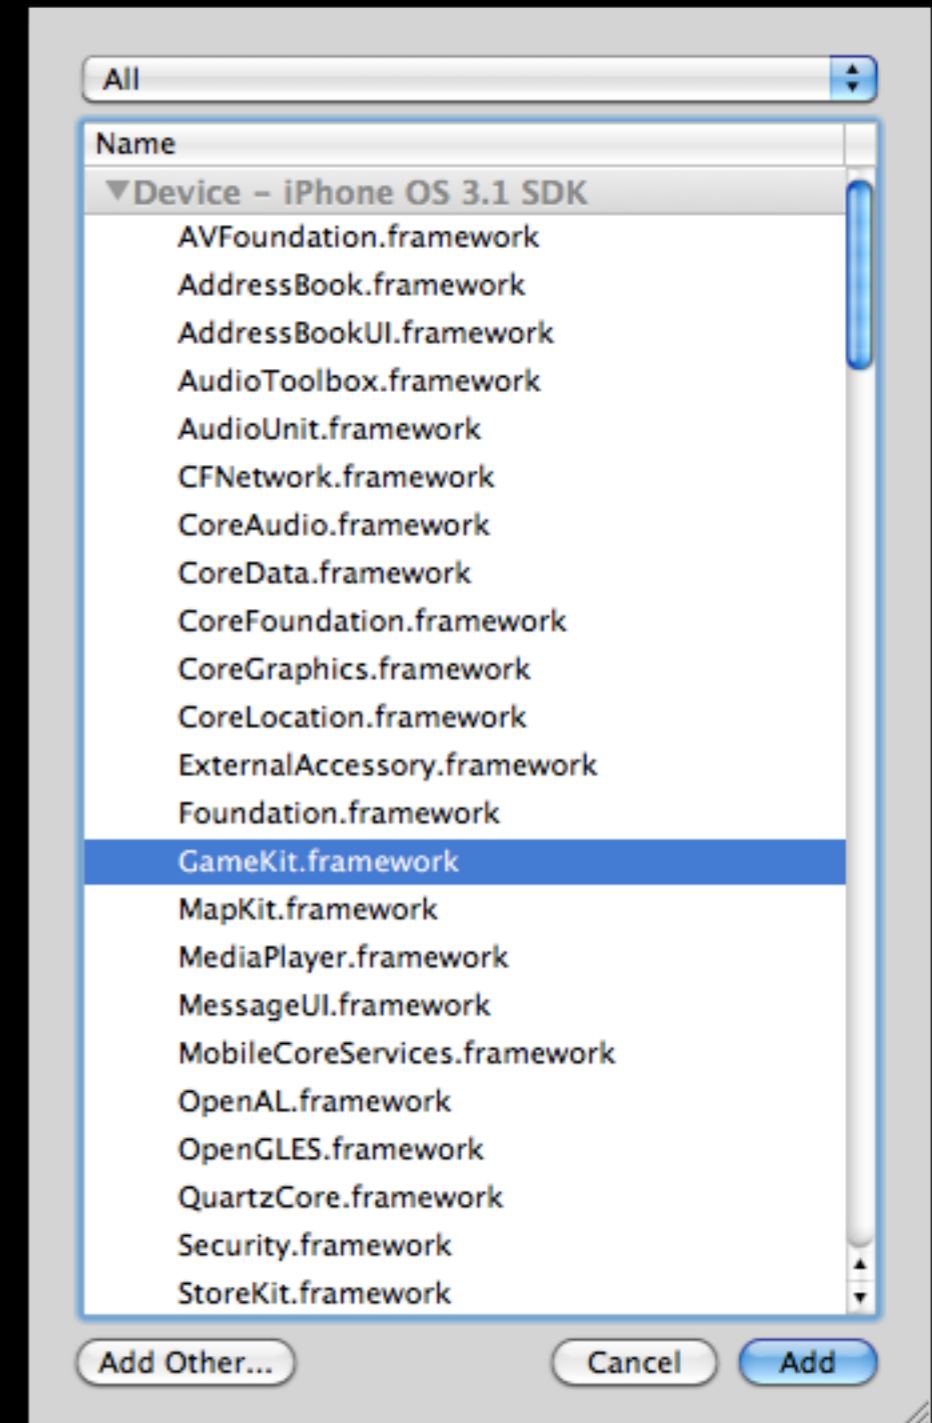 All
Name
Device – iPhone OS 3.1 SDK
AVFoundation.framework
AddressBook.framework
AddressBookUI.framework
AudioToolbox.framework
AudioUnit.framework
CFNetwork.framework
CoreAudio.framework
CoreData.framework
CoreFoundation.framework
CoreGraphics.framework
CoreLocation.framework
ExternalAccessory.framework
Foundation.framework
GameKit.framework
MapKit.framework
MediaPlayer.framework
MessageUI.framework
MobileCoreServices.framework
OpenAL.framework
OpenGLES.framework
QuartzCore.framework
Security.framework
StoreKit.framework
Add Other... Cancel Add